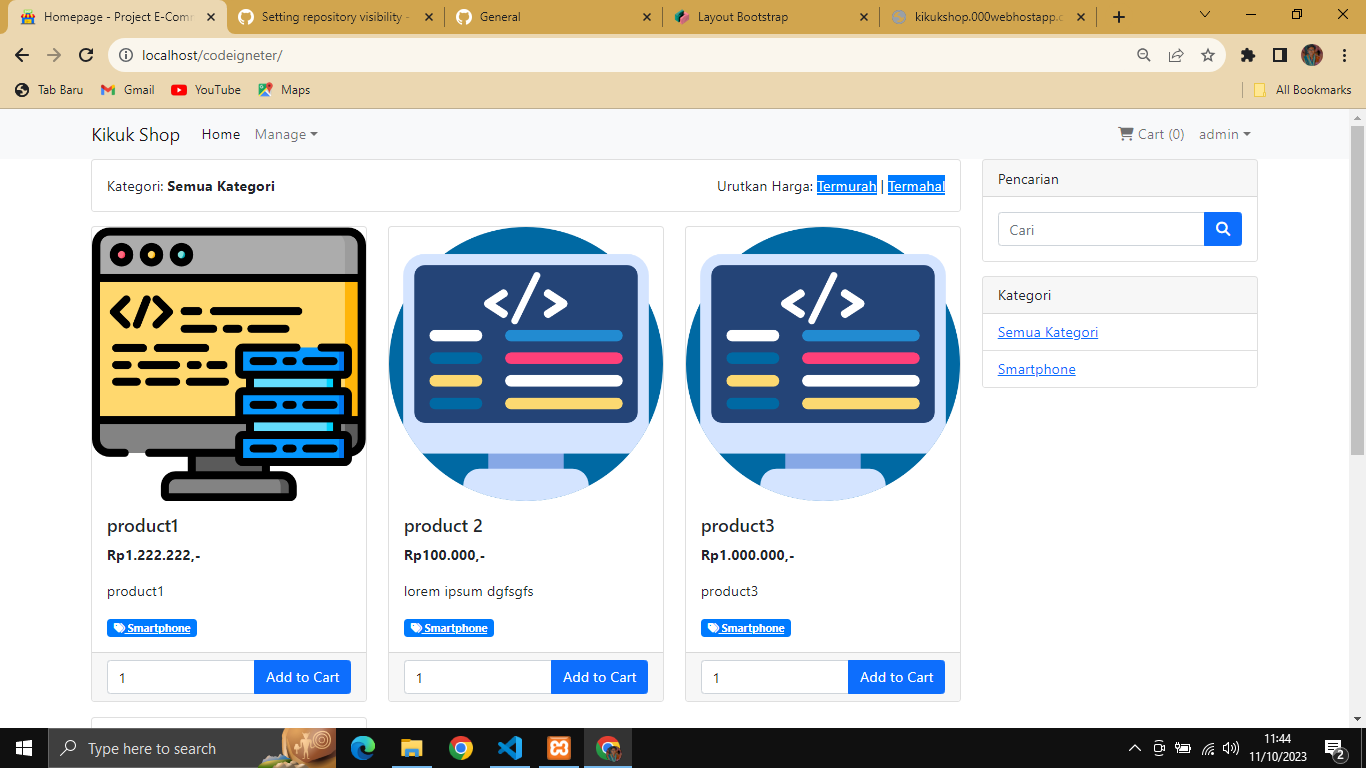 Homepage - Project E-Com
Setting repository visibility -
General
Layout Bootstrap
kikukshop.000webhostapp.c
localhost/codeigneter/
Tab Baru
Gmail
YouTube
Maps
All Bookmarks
Kikuk Shop
Home
Manage
Cart (0)
admin
Kategori: Semua Kategori
Urutkan Harga: Termurah | Termahal
product1
Rp1.222.222,-
product1
Smartphone
1
Add to Cart
product 2
Rp100.000,-
lorem ipsum dgfsgfs
Smartphone
1
Add to Cart
product3
Rp1.000.000,-
product3
Smartphone
1
Add to Cart
Pencarian
Cari
Kategori
Semua Kategori
Smartphone
Type here to search
11:44
11/10/2023
2